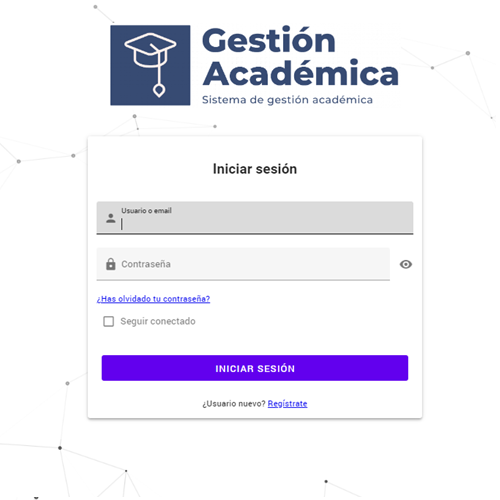 Gestión
Académica
Sistema de gestión académica
Iniciar sesión
Usuario o email
Contraseña
¿Has olvidado tu contraseña?
Seguir conectado
INICIAR SESIÓN
¿Usuario nuevo? Regístrate